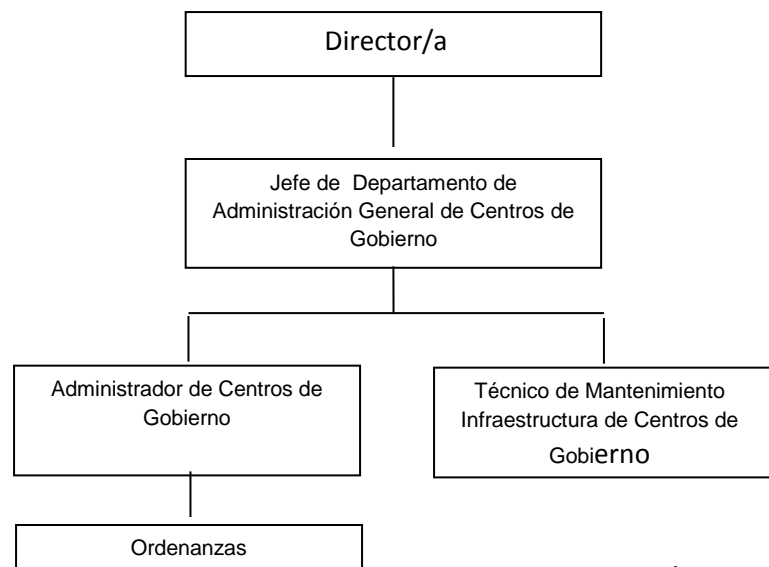 Director/a
Jefe de Departamento de
Administración General de Centros de
Gobierno
Administrador de Centros de
Gobierno
Técnico de Mantenimiento
Infraestructura de Centros de
Gobierno
Ordenanzas